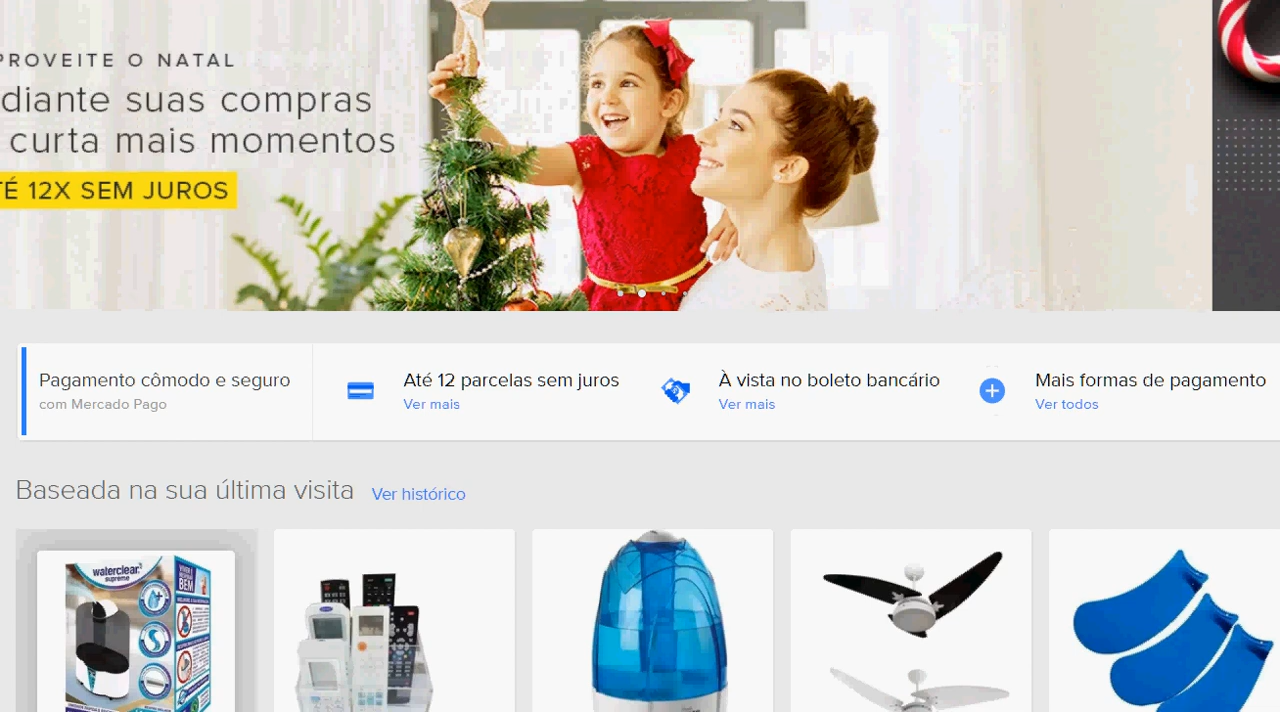 PROVEITE O NATAL
diante suas compras
curta mais momentos
TÉ 12X SEM JUROS
Pagamento cômodo e seguro
com Mercado Pago
Até 12 parcelas sem juros
Ver mais
À vista no boleto bancário
Ver mais
Mais formas de pagamento
Ver todos
Baseada na sua última visita
Ver histórico
waterclear
supreme
BEM